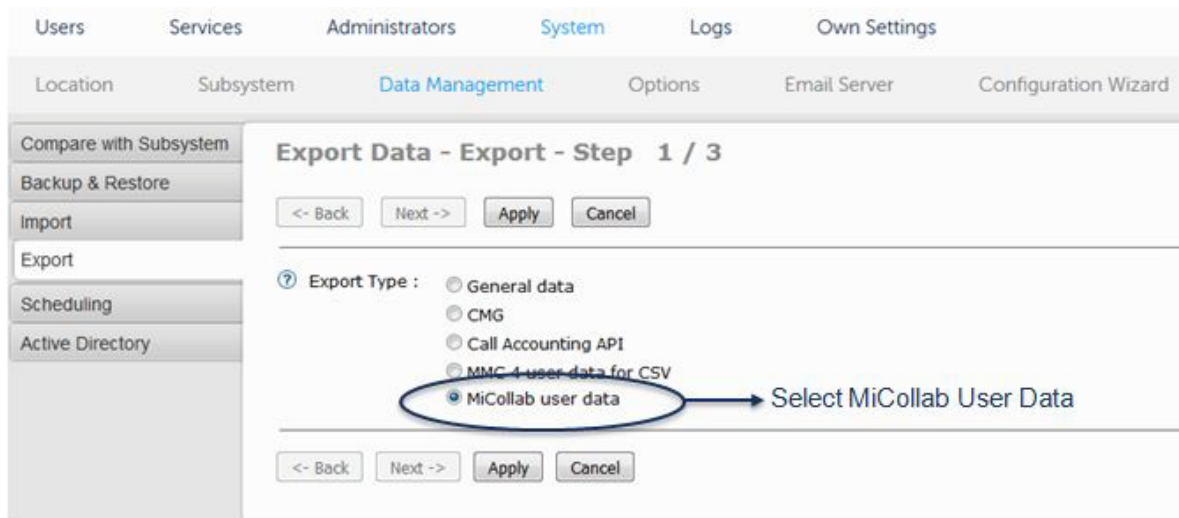 Users Services Administrators System Logs Own Settings
Location Subsystem Data Management Options Email Server Configuration Wizard
Compare with Subsystem
Backup & Restore
Import
Export
Scheduling
Active Directory
Export Data - Export - Step 1 / 3
<- Back Next -> Apply Cancel
? Export Type :
General data
CMG
Call Accounting API
MMC 4 user data for CSV
MiCollab user data
Select MiCollab User Data
<- Back Next -> Apply Cancel